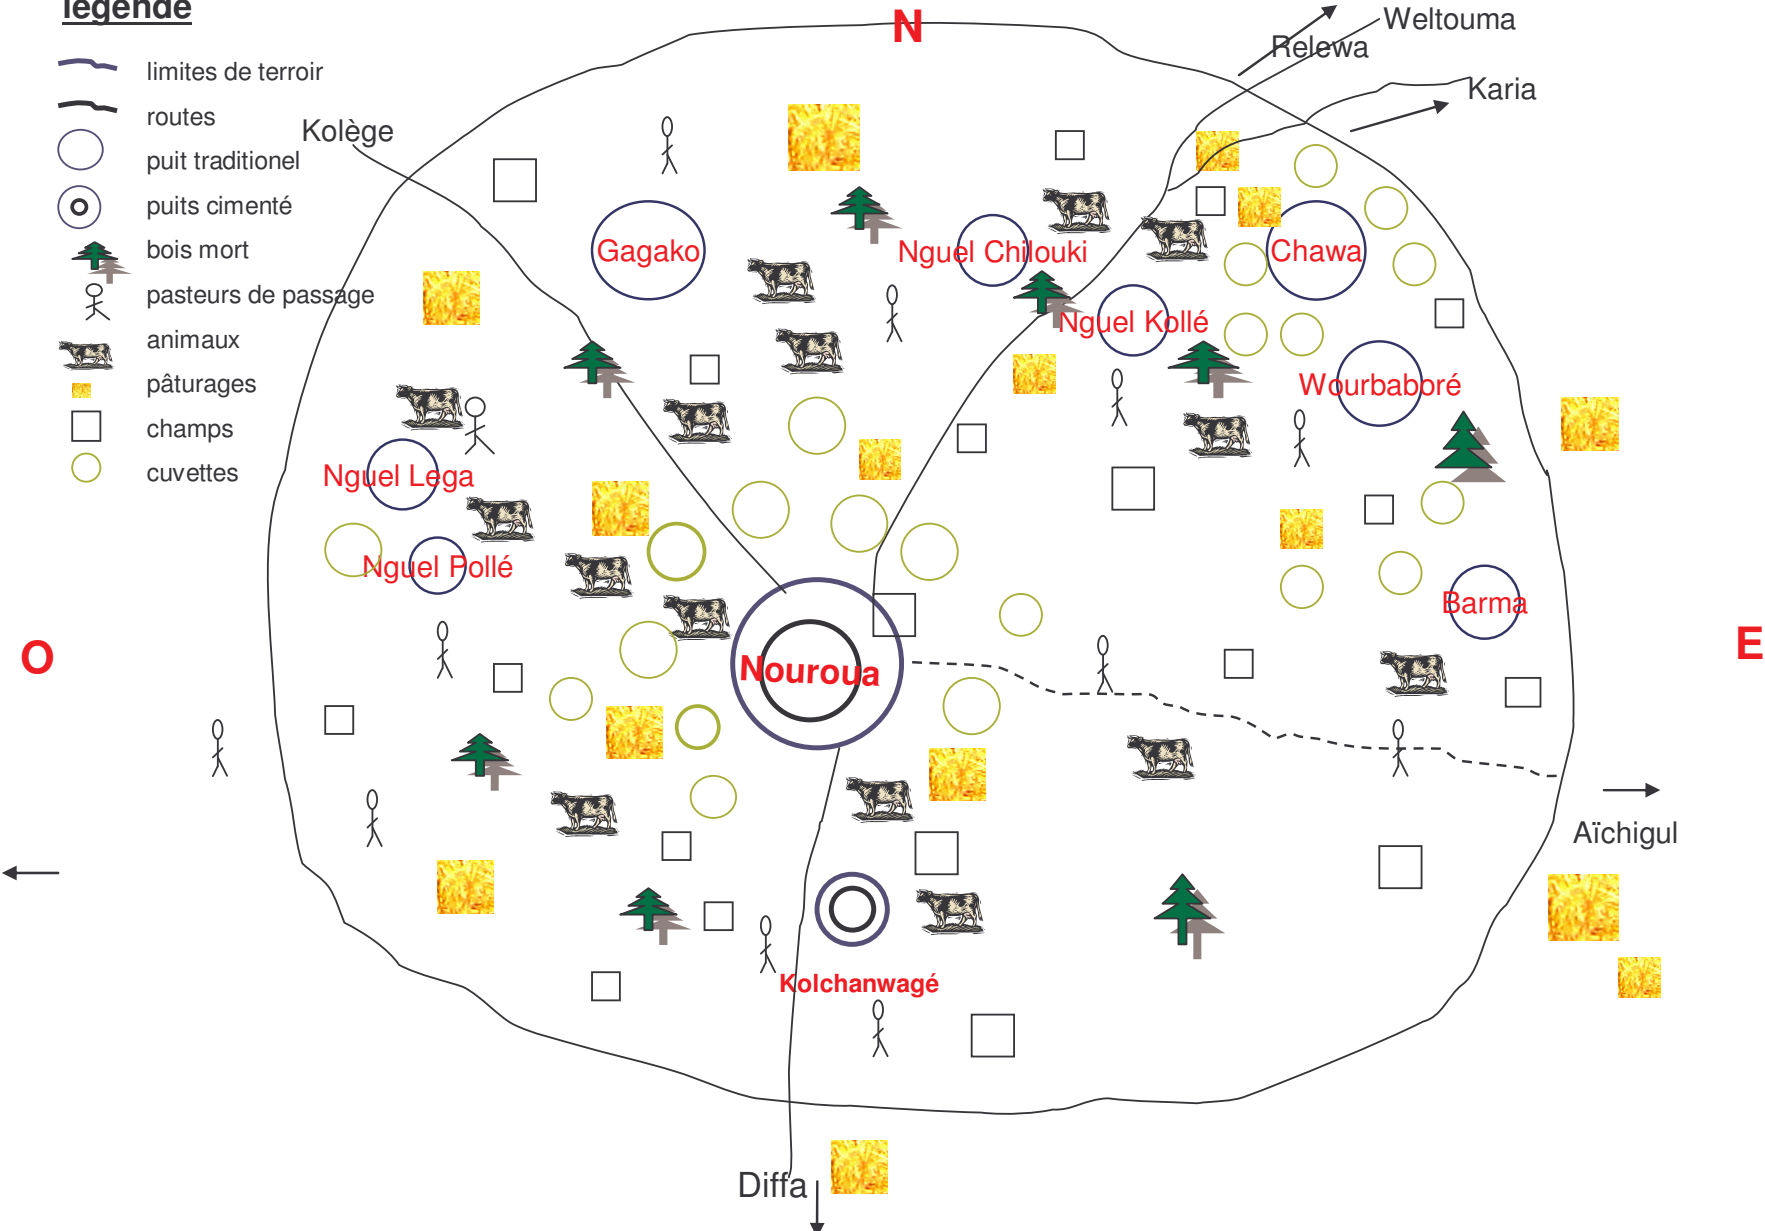 légende
limites de terroir
routes
puit traditionel
puits cimenté
bois mort
pasteurs de passage
animaux
pâturages
champs
cuvettes
N
Weltouma
Relewa
Karia
Kolège
Gagako
Nguel Chilouki
Chawa
Nguel Kollé
Wourbaboré
Nguel Lega
Nguel Pollé
Barma
O
Nouroua
E
Aïchigul
Kolchanwagé
Diffa